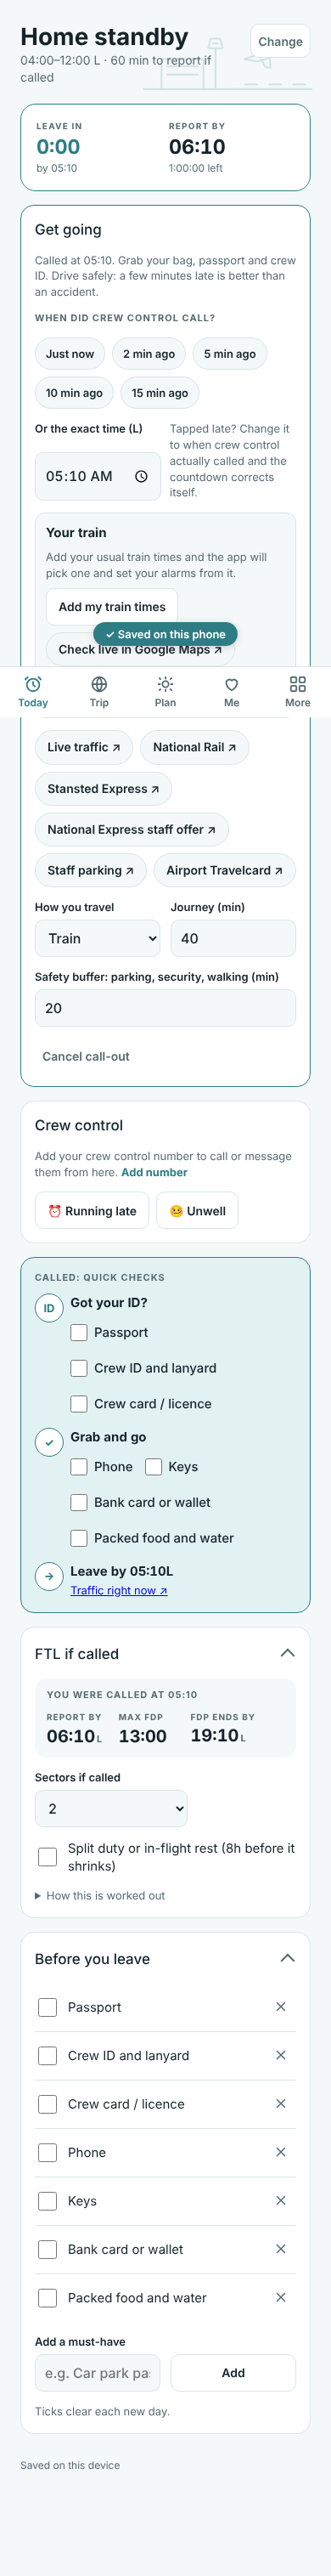 Home standby
Change
04:00–12:00 L · 60 min to report if
called
LEAVE IN
REPORT BY
0:00
06:10
by 05:10
1:00:00 left
Get going
Called at 05:10. Grab your bag, passport and crew
ID. Drive safely: a few minutes late is better than
an accident.
WHEN DID CREW CONTROL CALL?
Just now
2 min ago
5 min ago
10 min ago
15 min ago
Or the exact time (L)
05:10 AM
Tapped late? Change it
to when crew control
actually called and the
countdown corrects
itself.
Your train
Add your usual train times and the app will
pick one and set your alarms from it.
Add my train times
✓ Saved on this phone
Check live in Google Maps ↗
Today
Trip
Plan
Me
More
Live traffic ↗
National Rail ↗
Stansted Express ↗
National Express staff offer ↗
Staff parking ↗
Airport Travelcard ↗
How you travel
Journey (min)
Train
40
Safety buffer: parking, security, walking (min)
20
Cancel call-out
Crew control
Add your crew control number to call or message
them from here. Add number
⏰ Running late
🤒 Unwell
CALLED: QUICK CHECKS
ID
Got your ID?
Passport
Crew ID and lanyard
Crew card / licence
✓
Grab and go
Phone
Keys
Bank card or wallet
Packed food and water
→
Leave by 05:10L
Traffic right now ↗
FTL if called
YOU WERE CALLED AT 05:10
REPORT BY
MAX FDP
FDP ENDS BY
06:10 L
13:00
19:10 L
Sectors if called
2
Split duty or in-flight rest (8h before it
shrinks)
▶ How this is worked out
Before you leave
Passport
×
Crew ID and lanyard
×
Crew card / licence
×
Phone
×
Keys
×
Bank card or wallet
×
Packed food and water
×
Add a must-have
e.g. Car park pa
Add
Ticks clear each new day.
Saved on this device